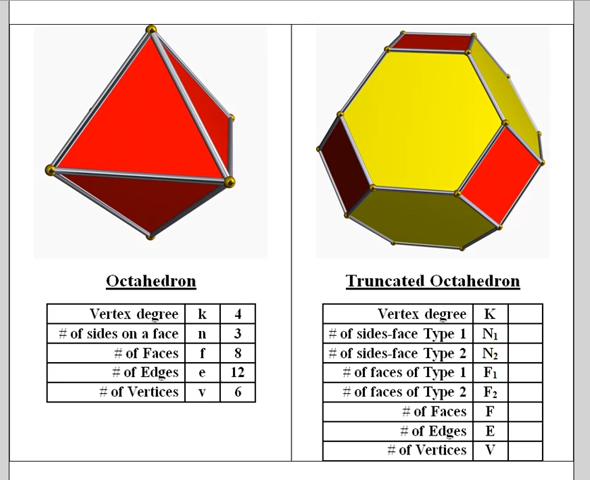 Octahedron
Vertex degree k 4
# of sides on a face n 3
# of Faces f 8
# of Edges e 12
# of Vertices v 6
Truncated Octahedron
Vertex degree K
# of sides-face Type 1 N₁
# of sides-face Type 2 N₂
# of faces of Type 1 F₁
# of faces of Type 2 F₂
# of Faces F
# of Edges E
# of Vertices V